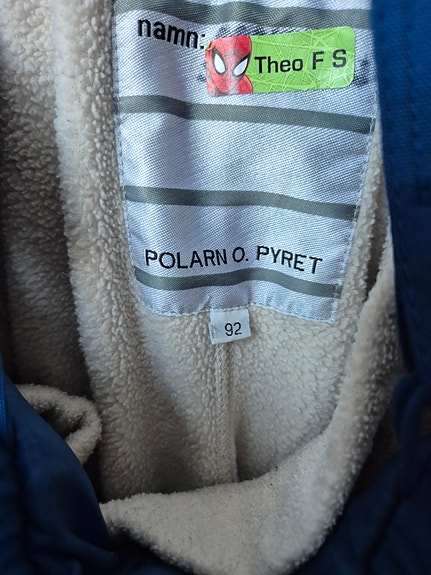 namn:
Theo F S
POLARN O. PYRET
92